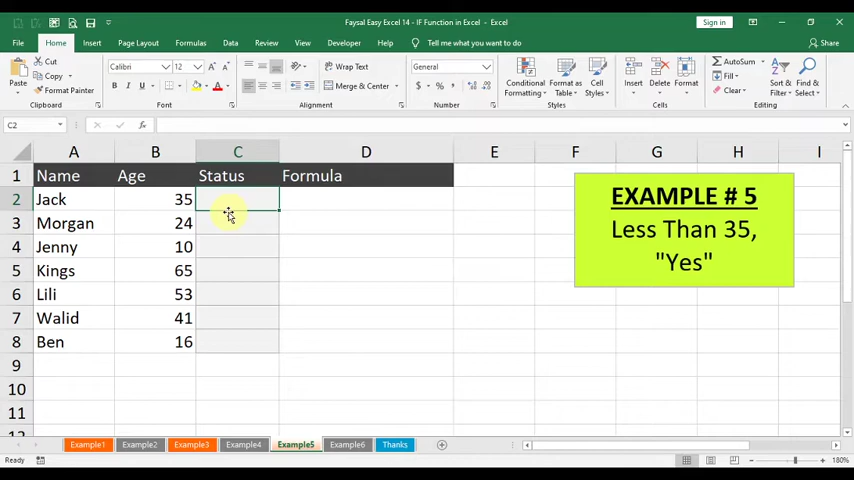 Faysal Easy Excel 14 - IF Function in Excel - Excel
Sign in
File Home Insert Page Layout Formulas Data Review View Developer Help Tell me what you want to do Share
Paste
Cut
Copy
Format Painter
Clipboard
Calibri 12
B I U
Font
Wrap Text
Merge & Center
Alignment
General
$ % ,
Number
Conditional Formatting
Format as Table
Cell Styles
Styles
Insert Delete Format
Cells
AutoSum
Fill
Clear
Sort & Filter
Find & Select
Editing
C2
fx
A B C D E F G H I
1 Name Age Status Formula
2 Jack 35
3 Morgan 24
4 Jenny 10
5 Kings 65
6 Lili 53
7 Walid 41
8 Ben 16
9
10
11
12
EXAMPLE # 5
Less Than 35,
"Yes"
Example1 Example2 Example3 Example4 Example5 Example6 Thanks
Ready
180%